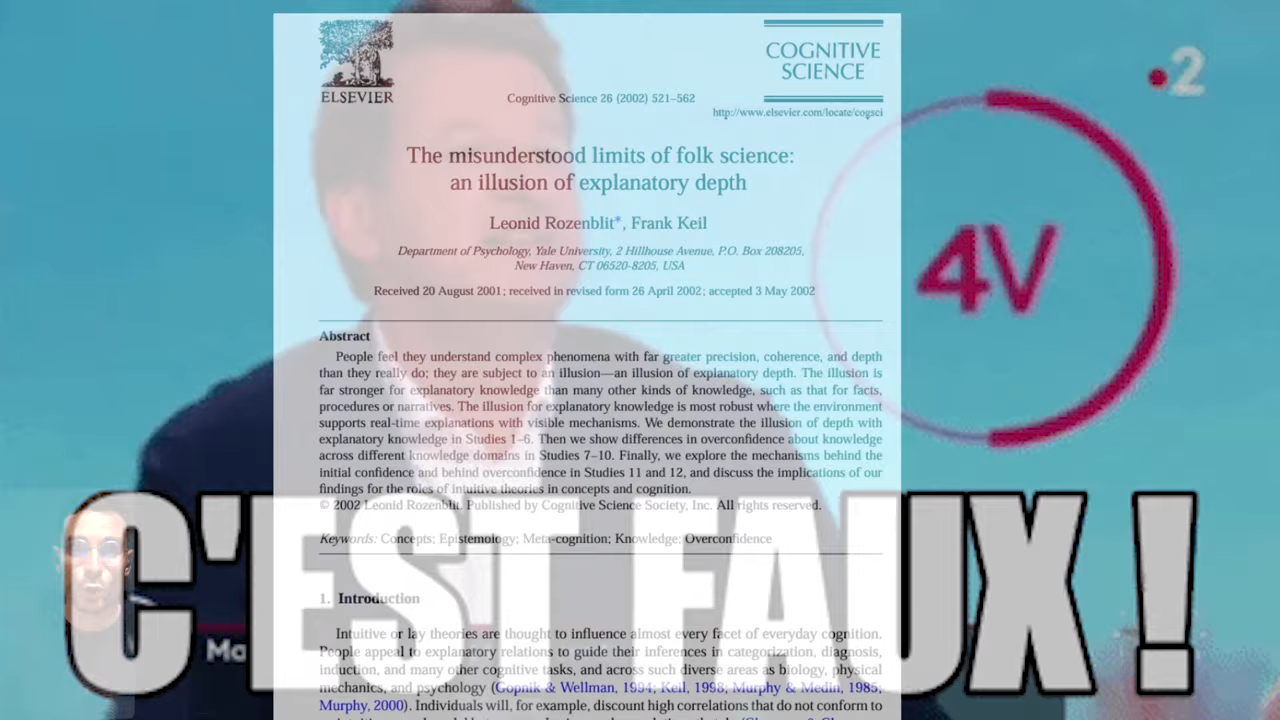 ELSEVIER
COGNITIVE
SCIENCE
Cognitive Science 26 (2002) 521–562
http://www.elsevier.com/locate/cogsci
2
The misunderstood limits of folk science:
an illusion of explanatory depth
Leonid Rozenblit*, Frank Keil
Department of Psychology, Yale University, 2 Hillhouse Avenue, P.O. Box 208205,
New Haven, CT 06520-8205, USA
Received 20 August 2001; received in revised form 26 April 2002; accepted 3 May 2002
4V
Abstract
People feel they understand complex phenomena with far greater precision, coherence, and depth
than they really do; they are subject to an illusion—an illusion of explanatory depth. The illusion is
far stronger for explanatory knowledge than many other kinds of knowledge, such as that for facts,
procedures or narratives. The illusion for explanatory knowledge is most robust where the environment
supports real-time explanations with visible mechanisms. We demonstrate the illusion of depth with
explanatory knowledge in Studies 1–6. Then we show differences in overconfidence about knowledge
across different knowledge domains in Studies 7–10. Finally, we explore the mechanisms behind the
initial confidence and behind overconfidence in Studies 11 and 12, and discuss the implications of our
findings for the roles of intuitive theories in concepts and cognition.
© 2002 Leonid Rozenblit. Published by Cognitive Science Society, Inc. All rights reserved.
Keywords: Concepts; Epistemology; Meta-cognition; Knowledge; Overconfidence
C'EST FAUX !
1. Introduction
Intuitive or lay theories are thought to influence almost every facet of everyday cognition.
People appeal to explanatory relations to guide their inferences in categorization, diagnosis,
induction, and many other cognitive tasks, and across such diverse areas as biology, physical
mechanics, and psychology (Gopnik & Wellman, 1994; Keil, 1998; Murphy & Medin, 1985;
Murphy, 2000). Individuals will, for example, discount high correlations that do not conform to
Ma